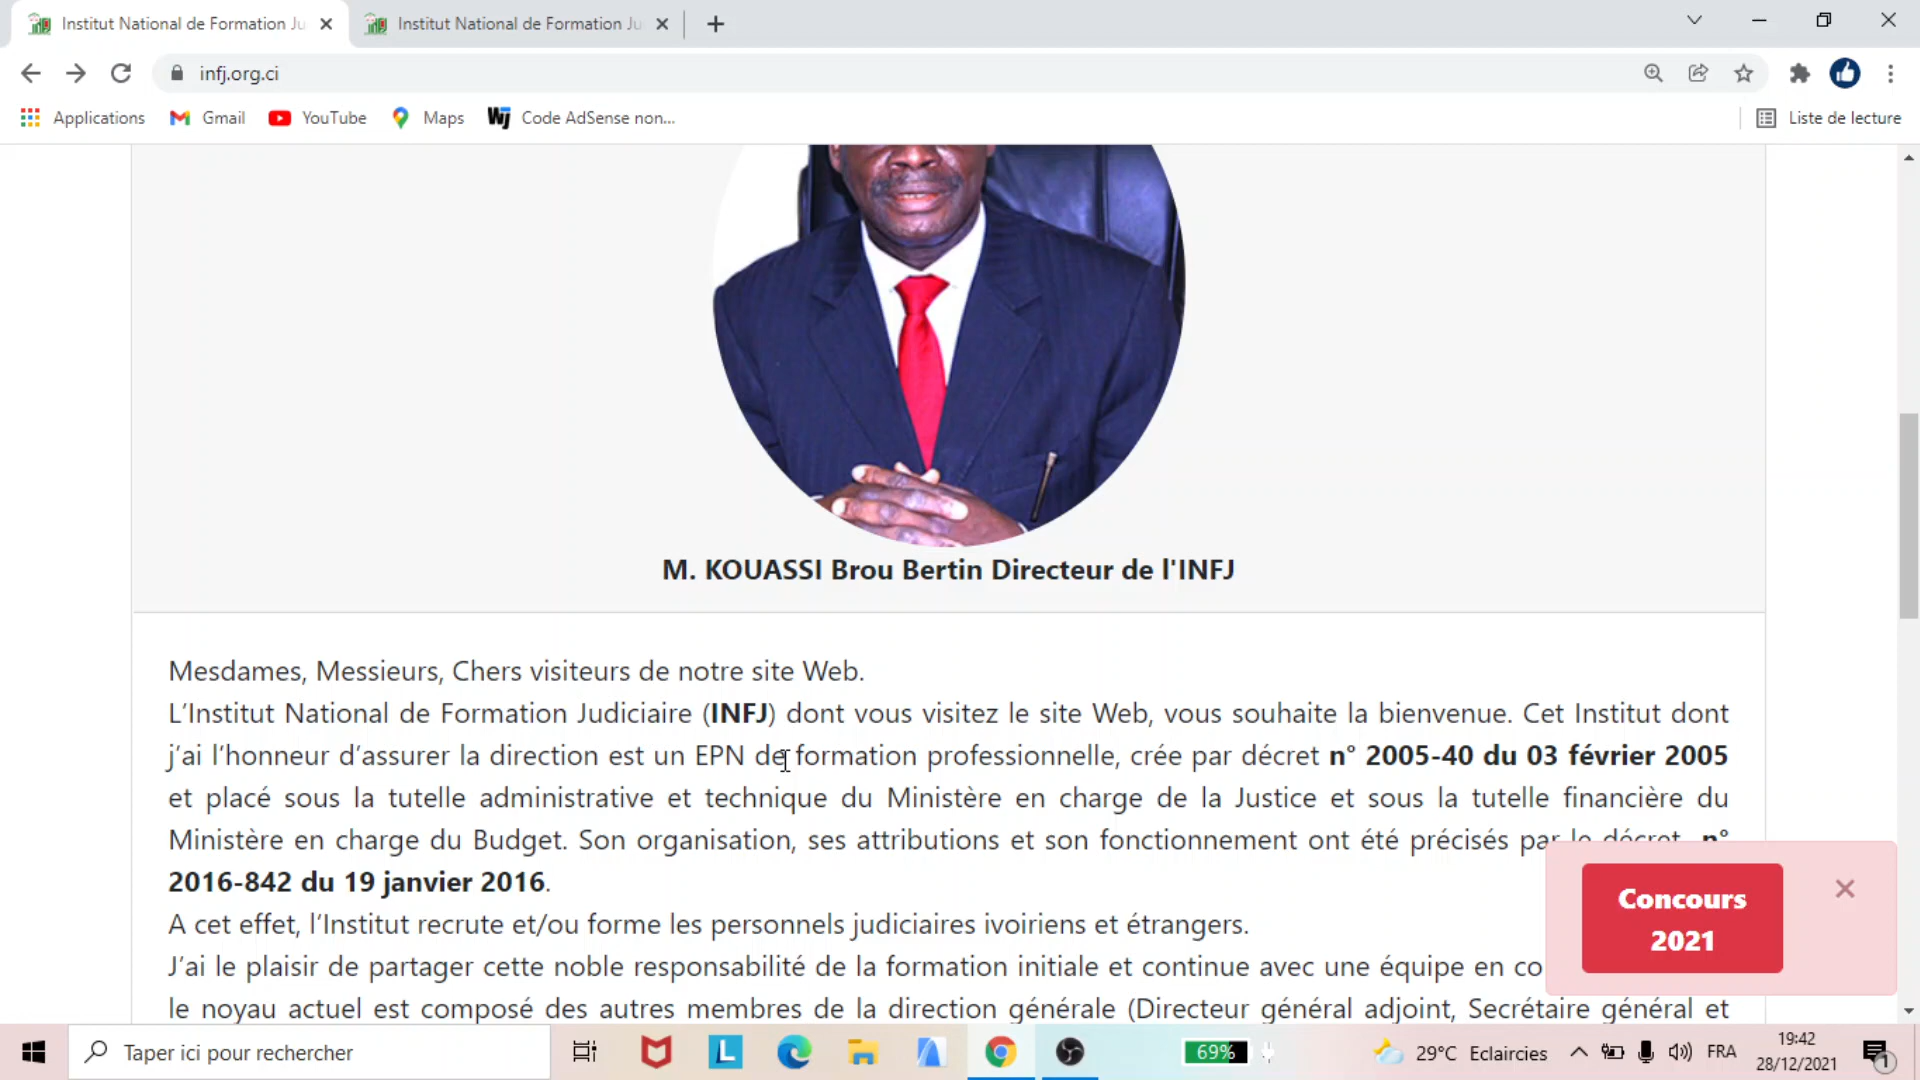 Institut National de Formation Ju
Institut National de Formation Ju
infj.org.ci
Applications
Gmail
YouTube
Maps
Code AdSense non...
Liste de lecture
M. KOUASSI Brou Bertin Directeur de l'INFJ
Mesdames, Messieurs, Chers visiteurs de notre site Web.
L’Institut National de Formation Judiciaire (INFJ) dont vous visitez le site Web, vous souhaite la bienvenue. Cet Institut dont
j’ai l’honneur d’assurer la direction est un EPN de formation professionnelle, crée par décret n° 2005-40 du 03 février 2005
et placé sous la tutelle administrative et technique du Ministère en charge de la Justice et sous la tutelle financière du
Ministère en charge du Budget. Son organisation, ses attributions et son fonctionnement ont été précisés par le décret n°
2016-842 du 19 janvier 2016.
A cet effet, l’Institut recrute et/ou forme les personnels judiciaires ivoiriens et étrangers.
J’ai le plaisir de partager cette noble responsabilité de la formation initiale et continue avec une équipe en co
le noyau actuel est composé des autres membres de la direction générale (Directeur général adjoint, Secrétaire général et
Concours
2021
Taper ici pour rechercher
69%
29°C Eclaircies
FRA
19:42
28/12/2021
1